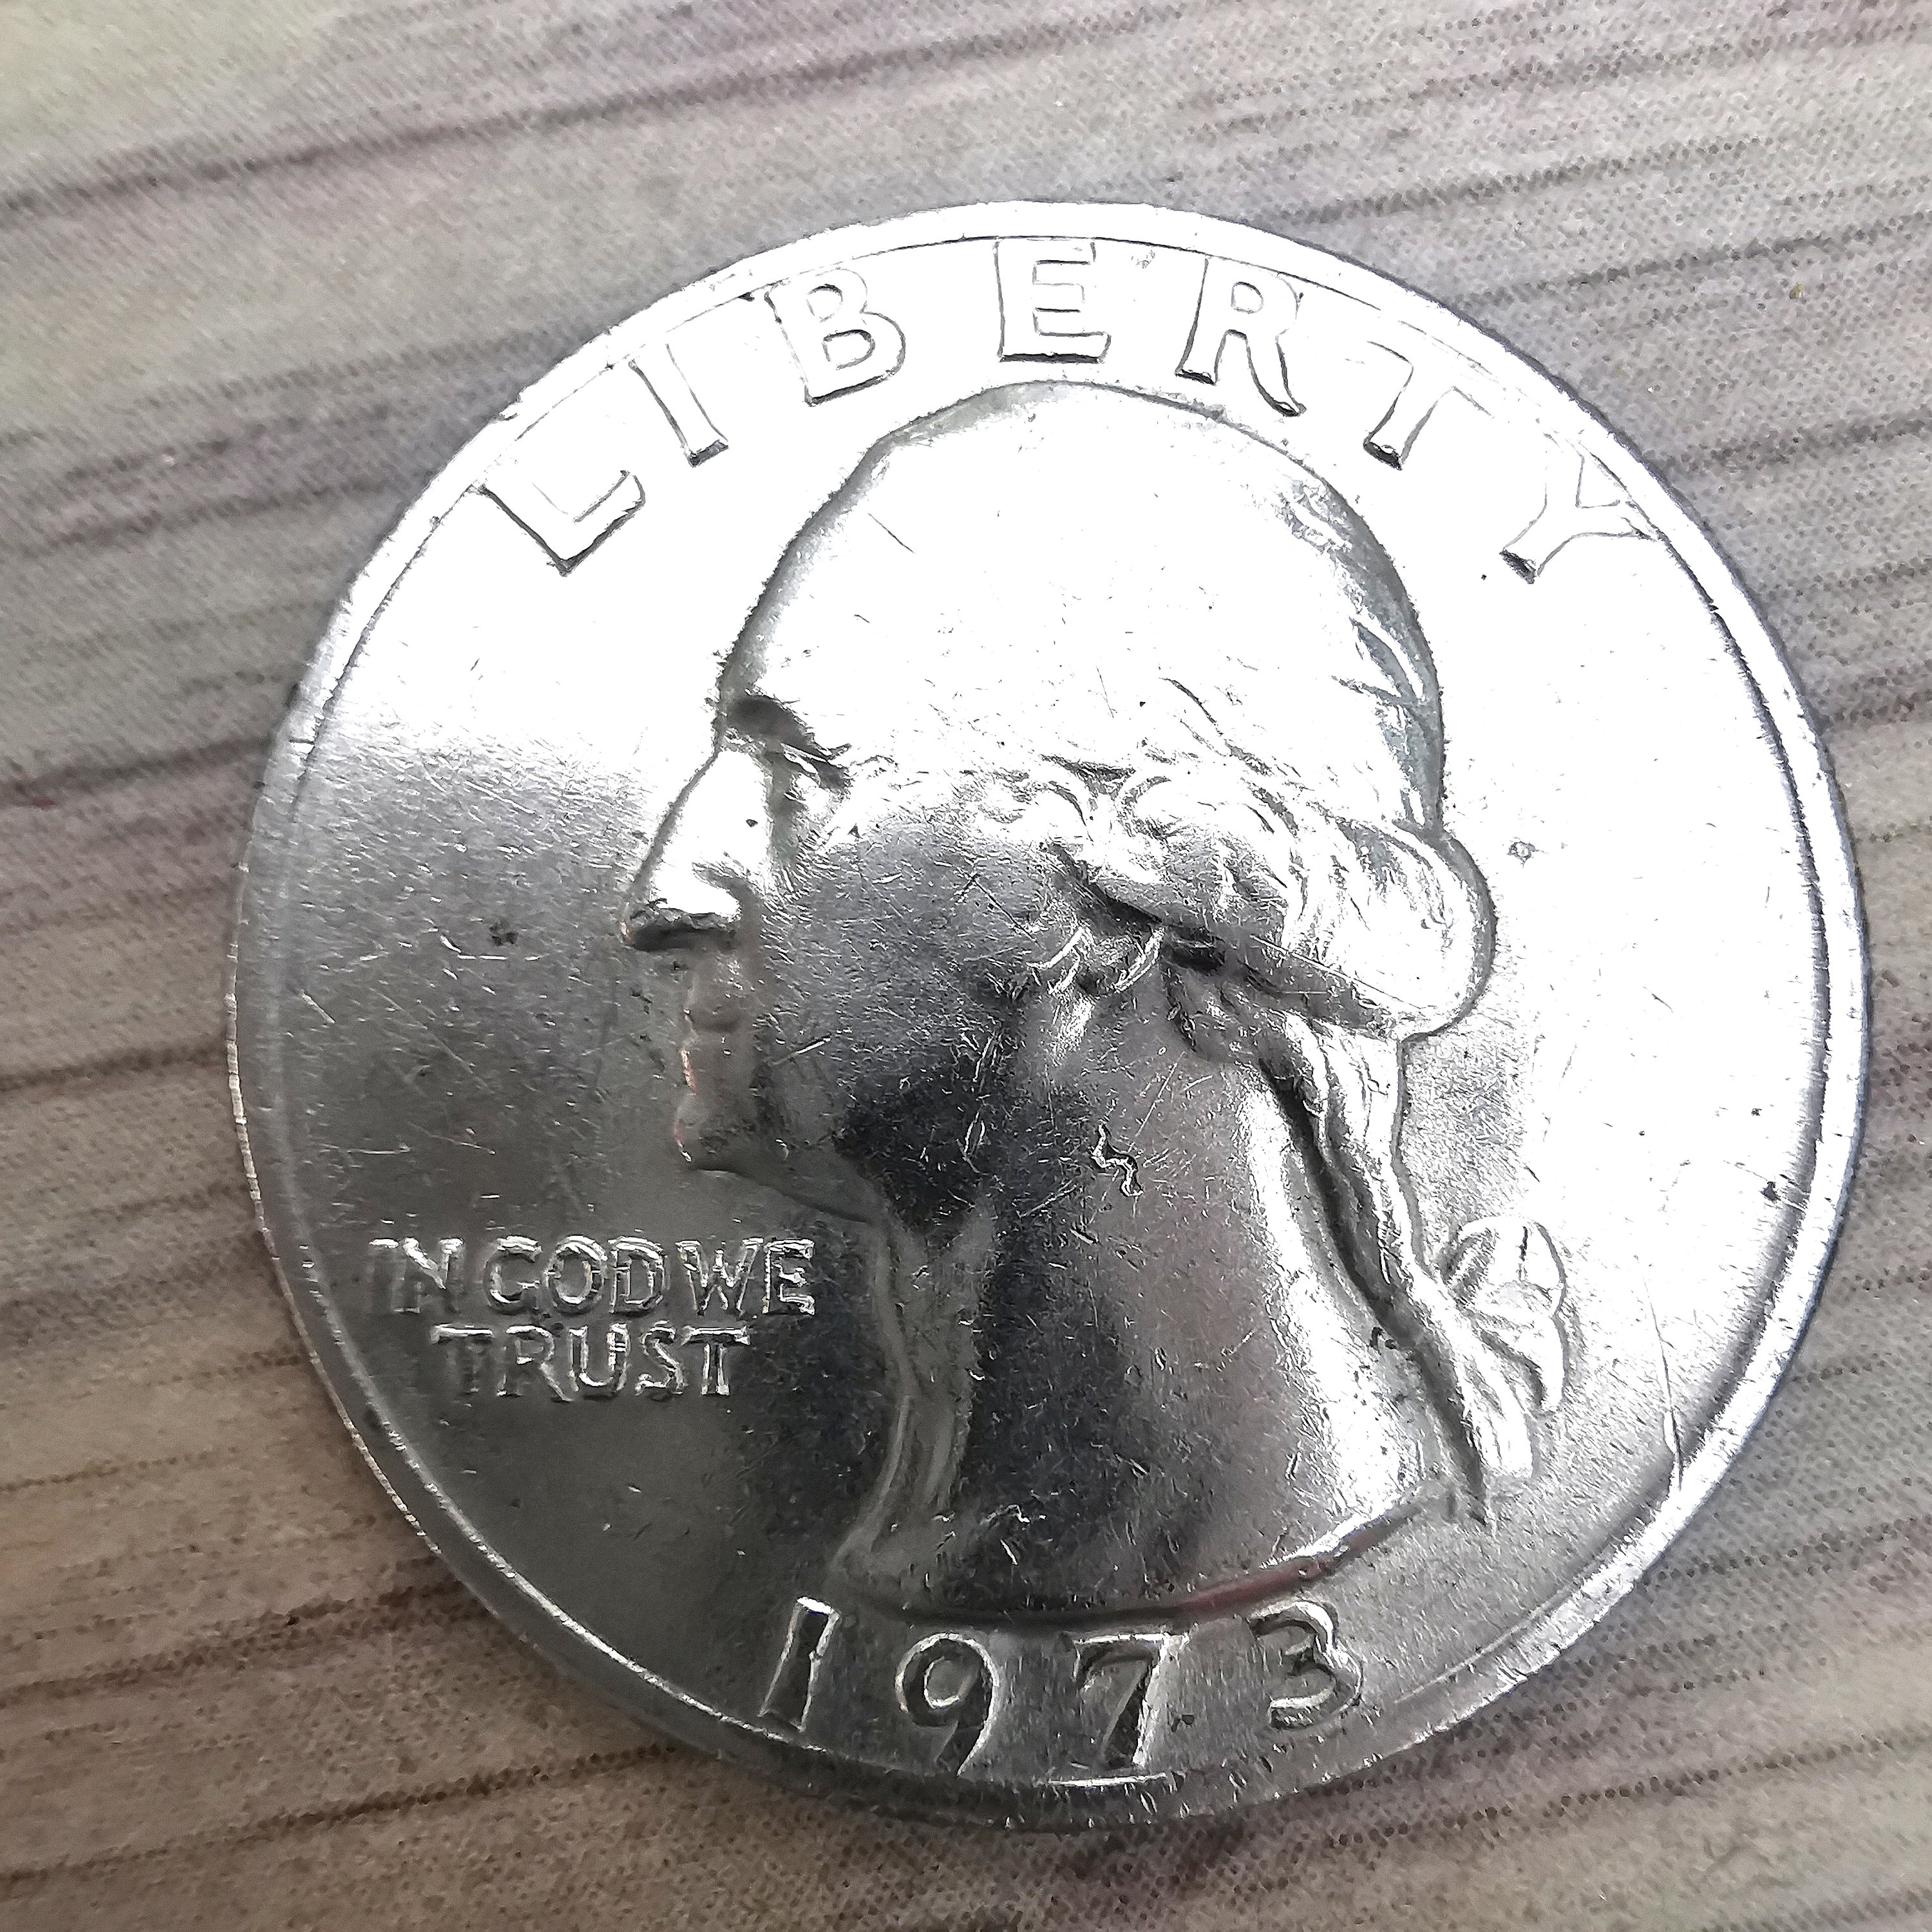 LIBERTY
IN GOD WE
TRUST
1973